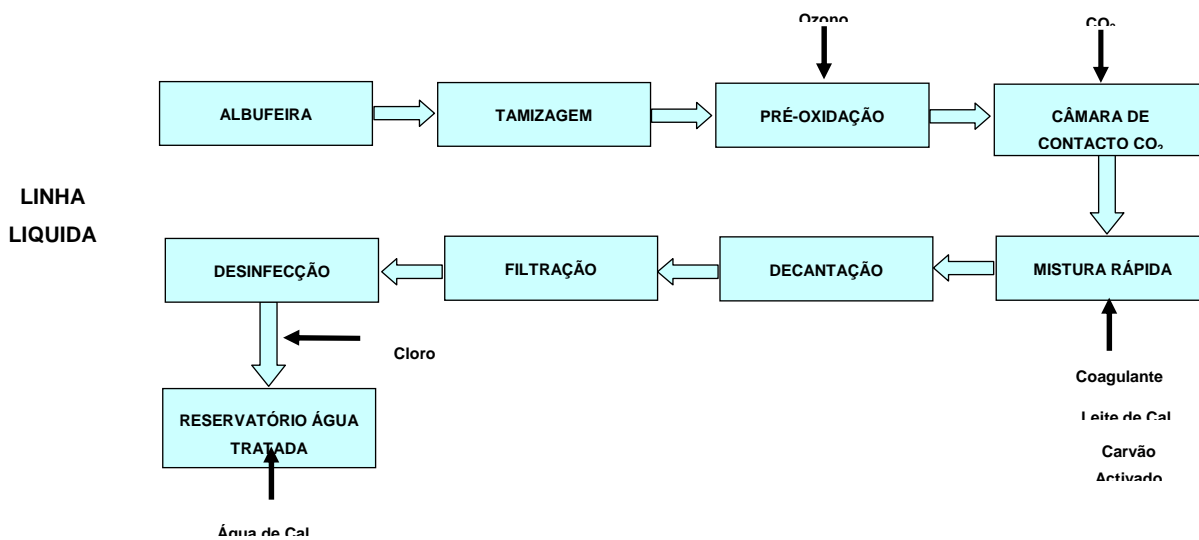 Ozono
CO₂
ALBUFEIRA
TAMIZAGEM
PRÉ-OXIDAÇÃO
CÂMARA DE
CONTACTO CO₂
LINHA
LIQUIDA
DESINFECÇÃO
FILTRAÇÃO
DECANTAÇÃO
MISTURA RÁPIDA
Cloro
Coagulante
Leite de Cal
Carvão
Activado
RESERVATÓRIO ÁGUA
TRATADA
Água de Cal